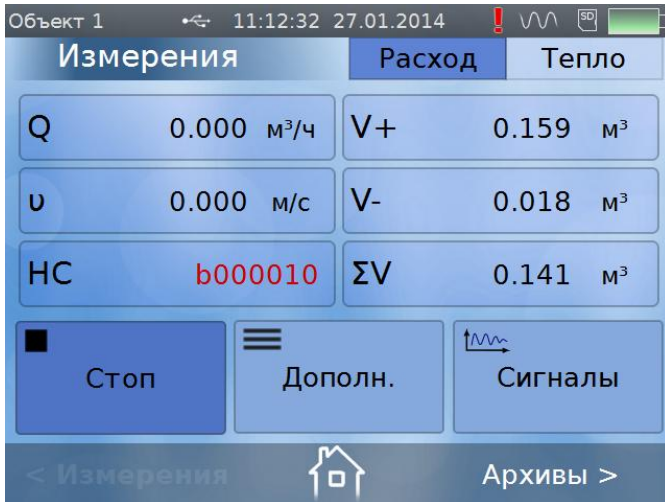 Объект 1 11:12:32 27.01.2014 SD
Измерения Расход Тепло
Q 0.000 м³/ч V+ 0.159 м³
υ 0.000 м/с V- 0.018 м³
НС b000010 ΣV 0.141 м³
Стоп Дополн. Сигналы
< Измерения Архивы >